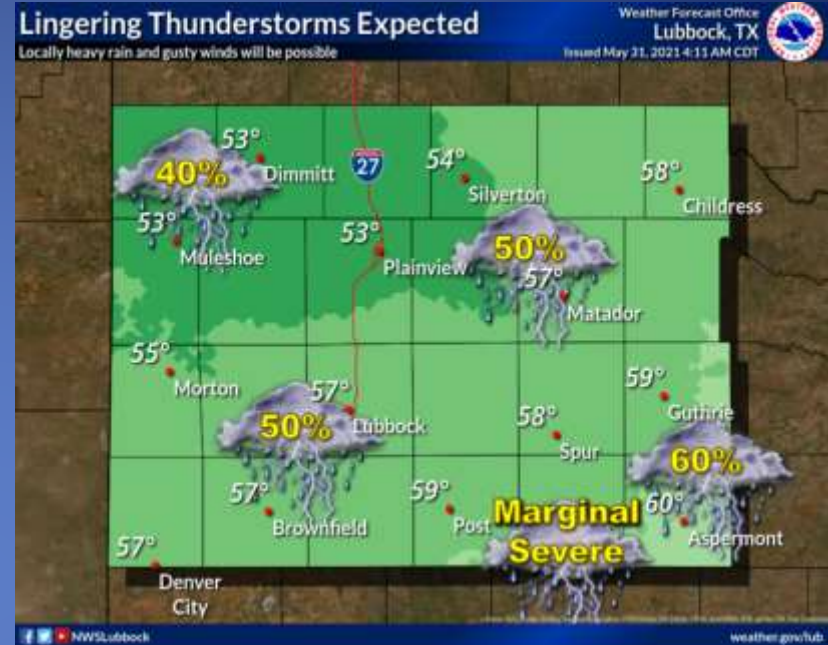 Lingering Thunderstorms Expected
Locally heavy rain and gusty winds will be possible
Weather Forecast Office
Lubbock, TX
Issued May 31, 2021 4:11 AM CDT
53°
Dimmitt
40%
27
54°
Silverton
58°
Childress
53°
Muleshoe
53°
Plainview
50%
57°
Matador
55°
Morton
57°
Lubbock
50%
58°
Spur
59°
Guthrie
60%
57°
Brownfield
59°
Post
Marginal
Severe
60°
Aspermont
57°
Denver
City
NWSLubbock
weather.gov/lub